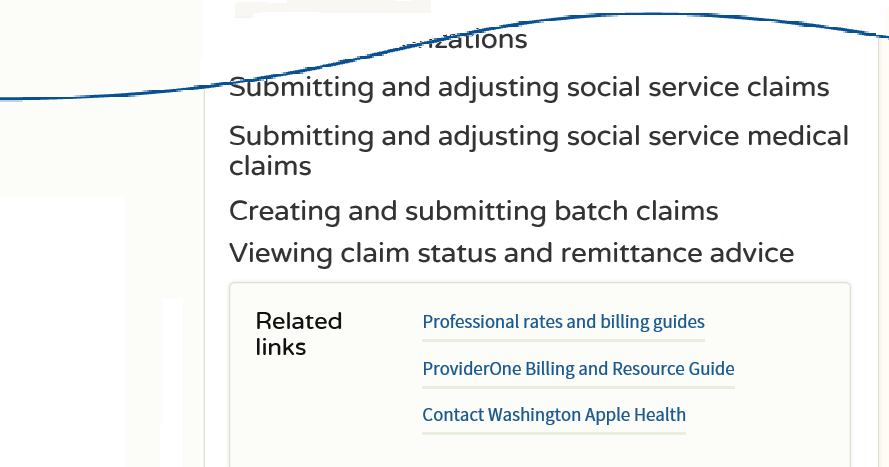 Submitting and adjusting social service claims
Submitting and adjusting social service medical
claims
Creating and submitting batch claims
Viewing claim status and remittance advice
Related
links
Professional rates and billing guides
ProviderOne Billing and Resource Guide
Contact Washington Apple Health